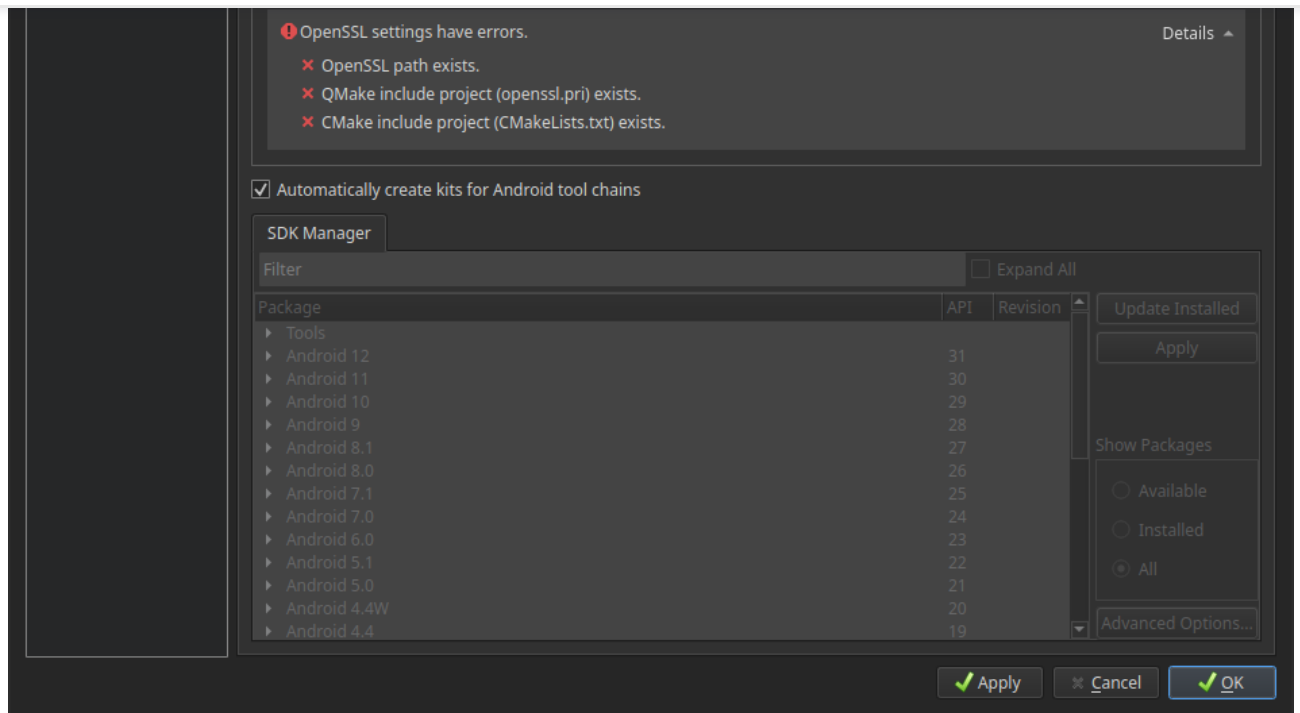 OpenSSL settings have errors. Details
OpenSSL path exists.
QMake include project (openssl.pri) exists.
CMake include project (CMakeLists.txt) exists.
Automatically create kits for Android tool chains
SDK Manager
Filter Expand All
Package API Revision Update Installed
Tools
Android 12 31 Apply
Android 11 30
Android 10 29
Android 9 28
Android 8.1 27 Show Packages
Android 8.0 26
Android 7.1 25 Available
Android 7.0 24
Android 6.0 23 Installed
Android 5.1 22 All
Android 5.0 21
Android 4.4W 20
Android 4.4 19 Advanced Options...
Apply Cancel OK